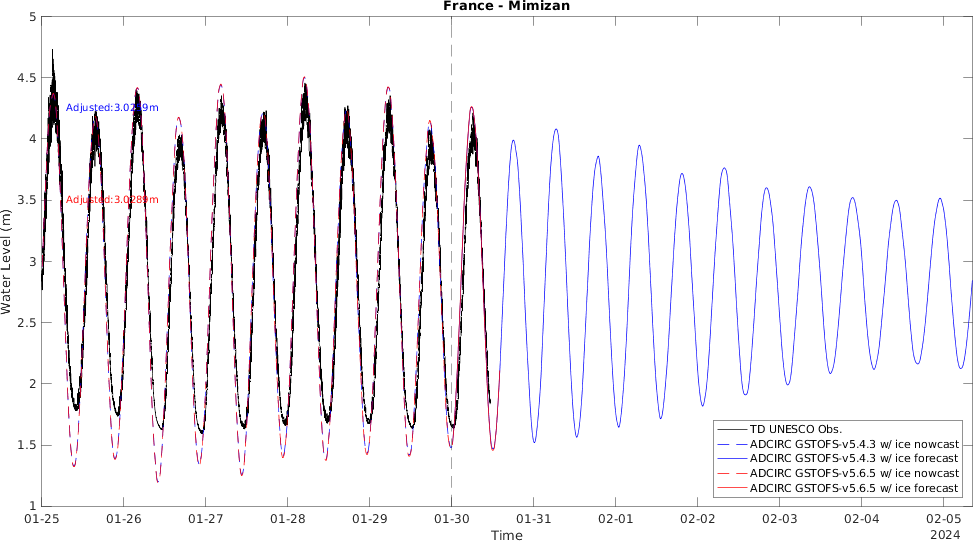 France - Mimizan
5
4.5
4
3.5
3
2.5
2
1.5
1
Water Level (m)
Adjusted:3.0289m
TD UNESCO Obs.
ADCIRC GSTOFS-v5.4.3 w/ ice nowcast
ADCIRC GSTOFS-v5.4.3 w/ ice forecast
ADCIRC GSTOFS-v5.6.5 w/ ice nowcast
ADCIRC GSTOFS-v5.6.5 w/ ice forecast
01-25 01-26 01-27 01-28 01-29 01-30 01-31 02-01 02-02 02-03 02-04 02-05
Time
2024